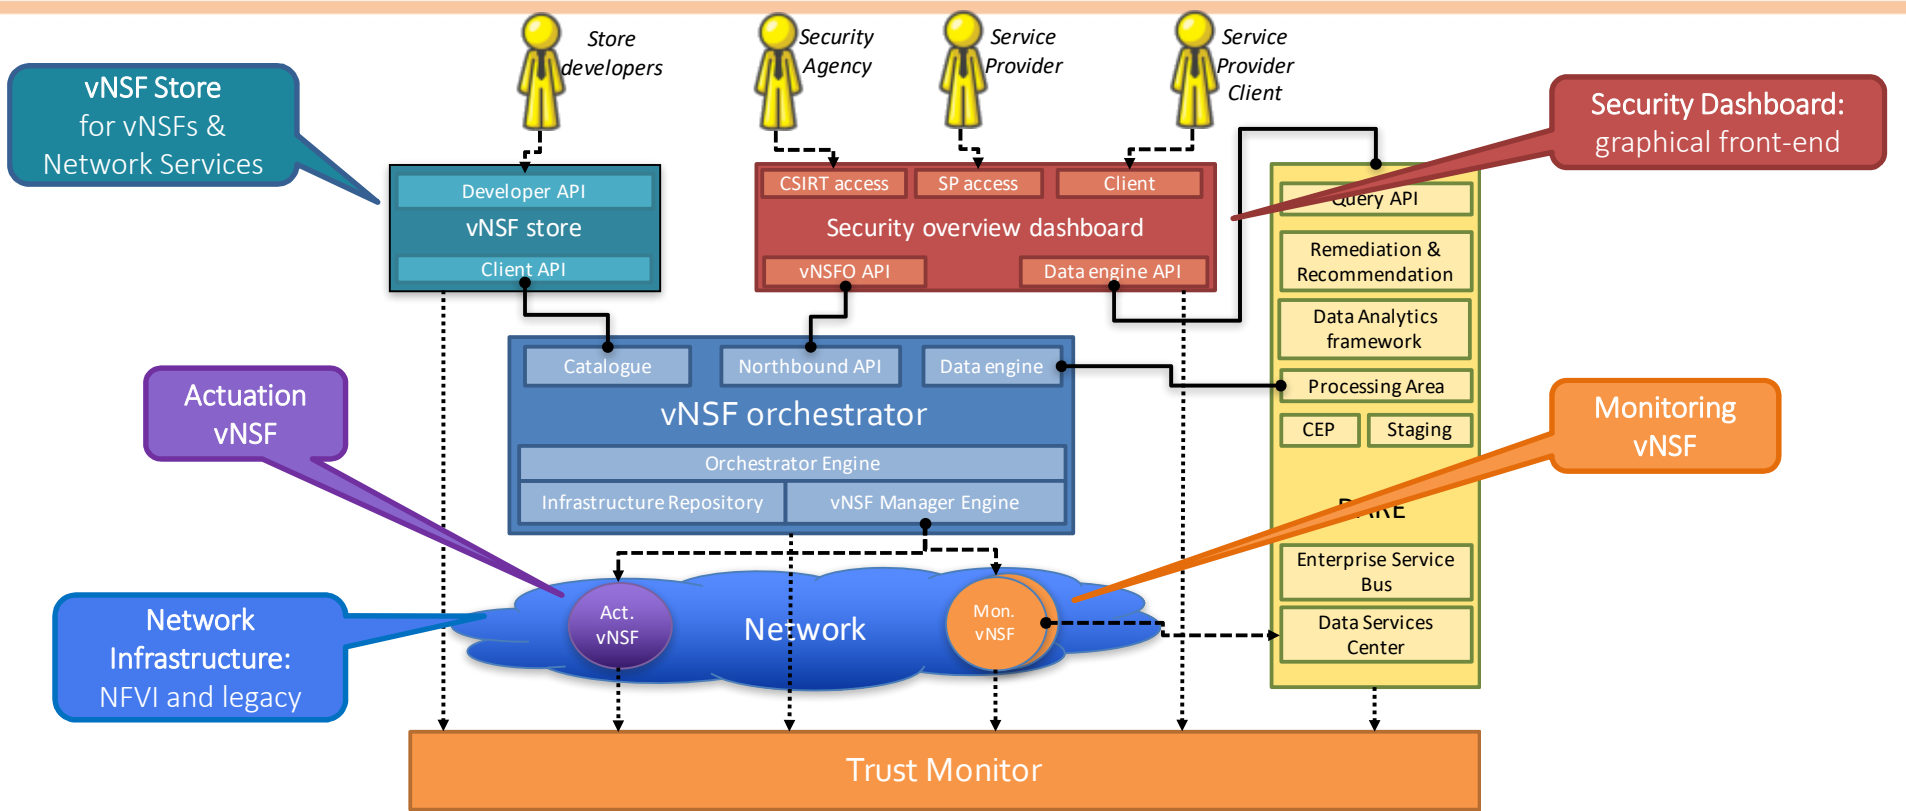 Store
developers
Security
Agency
Service
Provider
Service
Provider
Client
vNSF Store
for vNSFs &
Network Services
Security Dashboard:
graphical front-end
Developer API
vNSF store
Client API
CSIRT access
SP access
Client
Security overview dashboard
vNSFO API
Data engine API
Query API
Remediation &
Recommendation
Data Analytics
framework
Processing Area
CEP
Staging
Enterprise Service
Bus
Data Services
Center
Catalogue
Northbound API
Data engine
vNSF orchestrator
Orchestrator Engine
Infrastructure Repository
vNSF Manager Engine
Actuation
vNSF
Monitoring
vNSF
Network
Infrastructure:
NFVI and legacy
Act.
vNSF
Network
Mon.
vNSF
Trust Monitor